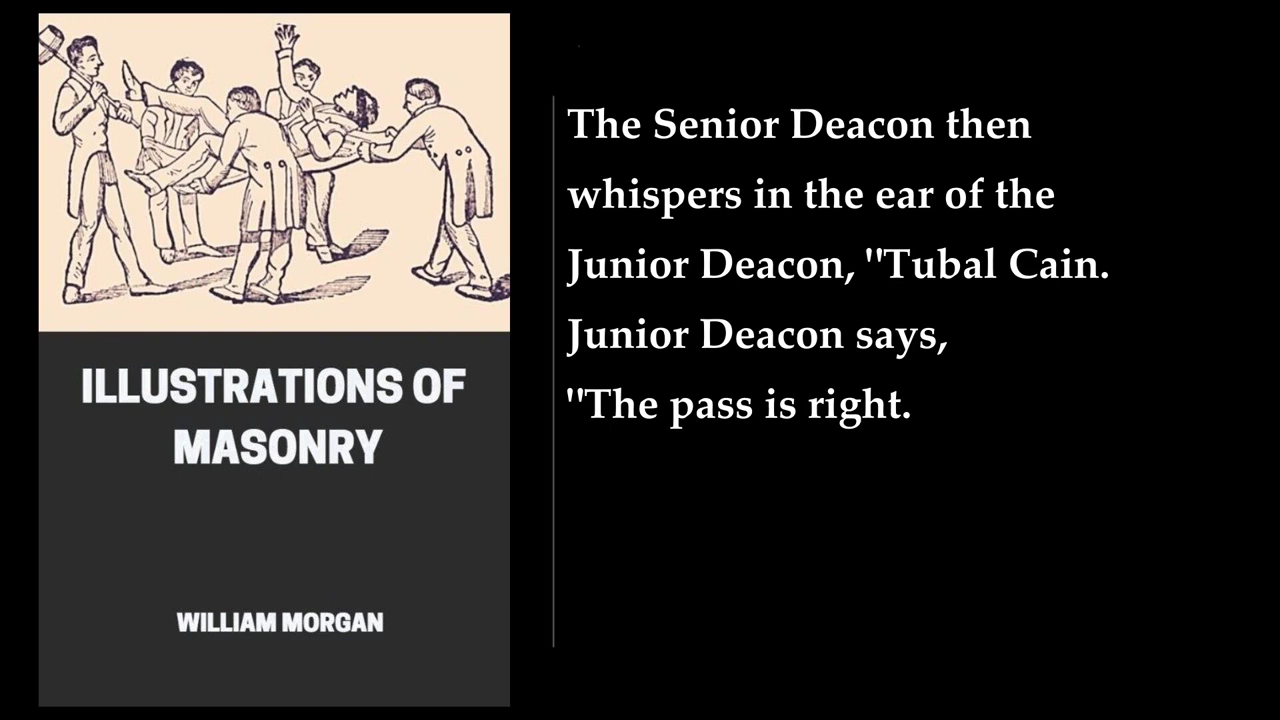 ILLUSTRATIONS OF
MASONRY
WILLIAM MORGAN
The Senior Deacon then
whispers in the ear of the
Junior Deacon, "Tubal Cain.
Junior Deacon says,
"The pass is right.